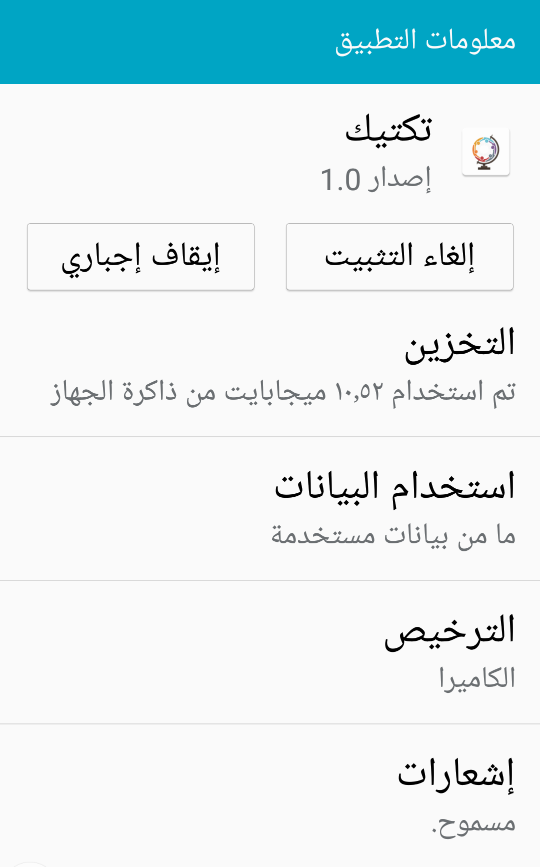 معلومات التطبيق
تكتيك
إصدار 1.0
إلغاء التثبيت
إيقاف إجباري
التخزين
تم استخدام ١٠,٥٢ ميجابايت من ذاكرة الجهاز
استخدام البيانات
ما من بيانات مستخدمة
الترخيص
الكاميرا
إشعارات
مسموح.